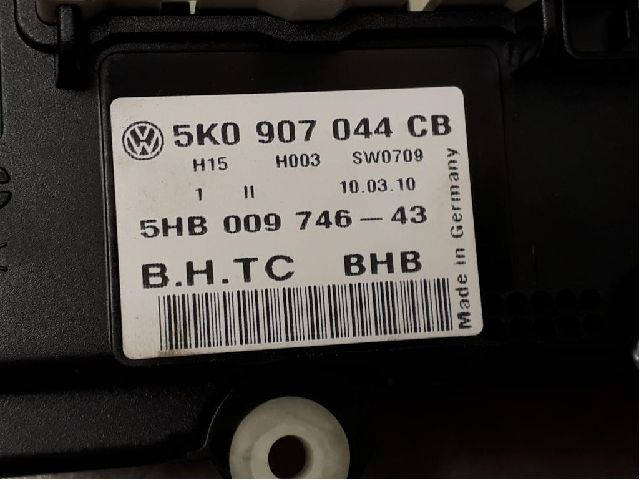 5K0 907 044 CB
H15 H003 SW0709
1 II 10.03.10
5HB 009 746-43
B.H.TC BHB
Made in Germany